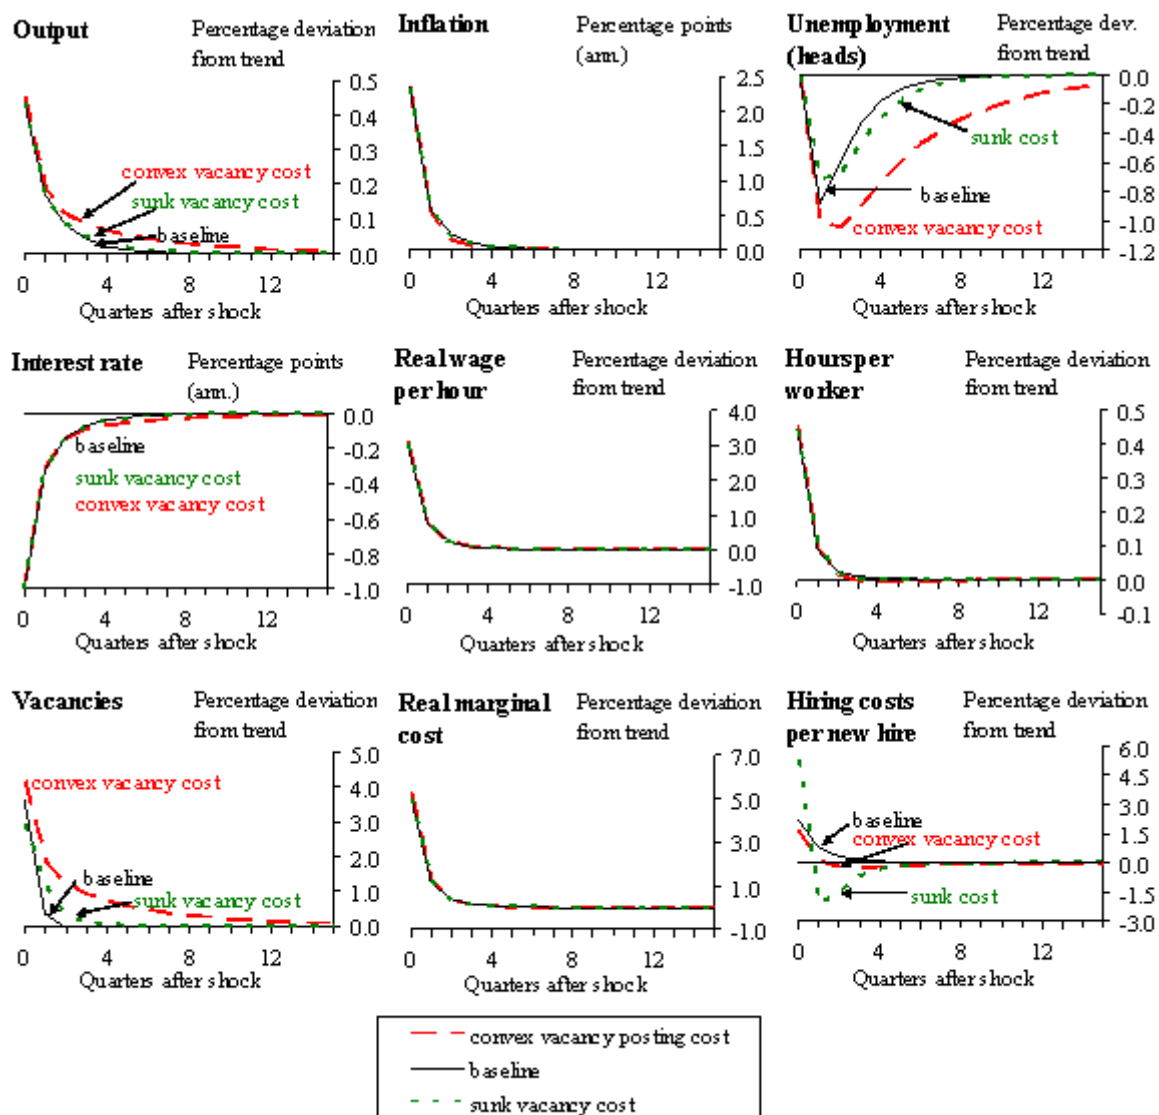 Output
Percentage deviation
from trend
0.5
0.4
0.3
0.2
0.1
0.0
convex vacancy cost
sunk vacancy cost
baseline
0 4 8 12
Quarters after shock
Inflation
Percentage points
(ann.)
2.5
2.0
1.5
1.0
0.5
0.0
0 4 8 12
Quarters after shock
Unemployment
(heads)
Percentage dev.
from trend
0.0
-0.2
-0.4
-0.6
-0.8
-1.0
-1.2
sunk cost
baseline
convex vacancy cost
0 4 8 12
Quarters after shock
Interest rate
Percentage points
(ann.)
0.0
-0.2
-0.4
-0.6
-0.8
-1.0
baseline
sunk vacancy cost
convex vacancy cost
0 4 8 12
Quarters after shock
Real wage
per hour
Percentage deviation
from trend
4.0
3.0
2.0
1.0
0.0
-1.0
0 4 8 12
Quarters after shock
Hours per
worker
Percentage deviation
from trend
0.5
0.4
0.3
0.2
0.1
0.0
-0.1
0 4 8 12
Quarters after shock
Vacancies
Percentage deviation
from trend
5.0
4.0
3.0
2.0
1.0
0.0
convex vacancy cost
baseline
sunk vacancy cost
0 4 8 12
Quarters after shock
Real marginal
cost
Percentage deviation
from trend
7.0
5.0
3.0
1.0
-1.0
0 4 8 12
Quarters after shock
Hiring costs
per new hire
Percentage deviation
from trend
6.0
4.5
3.0
1.5
0.0
-1.5
-3.0
baseline
convex vacancy cost
sunk cost
0 4 8 12
Quarters after shock
convex vacancy posting cost
baseline
sunk vacancy cost